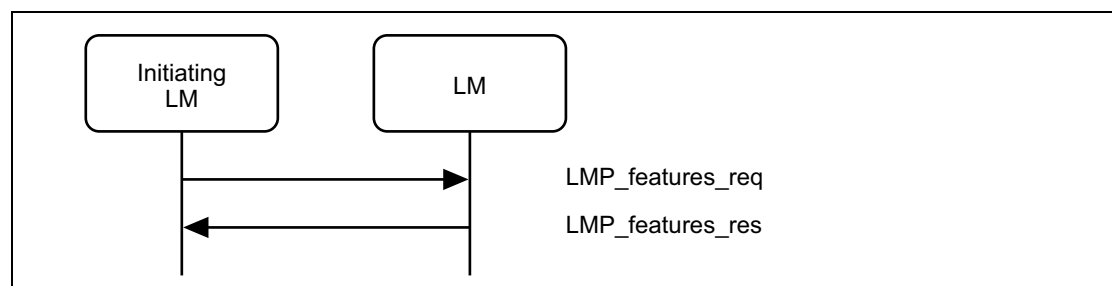 Initiating
LM
LM
LMP_features_req
LMP_features_res